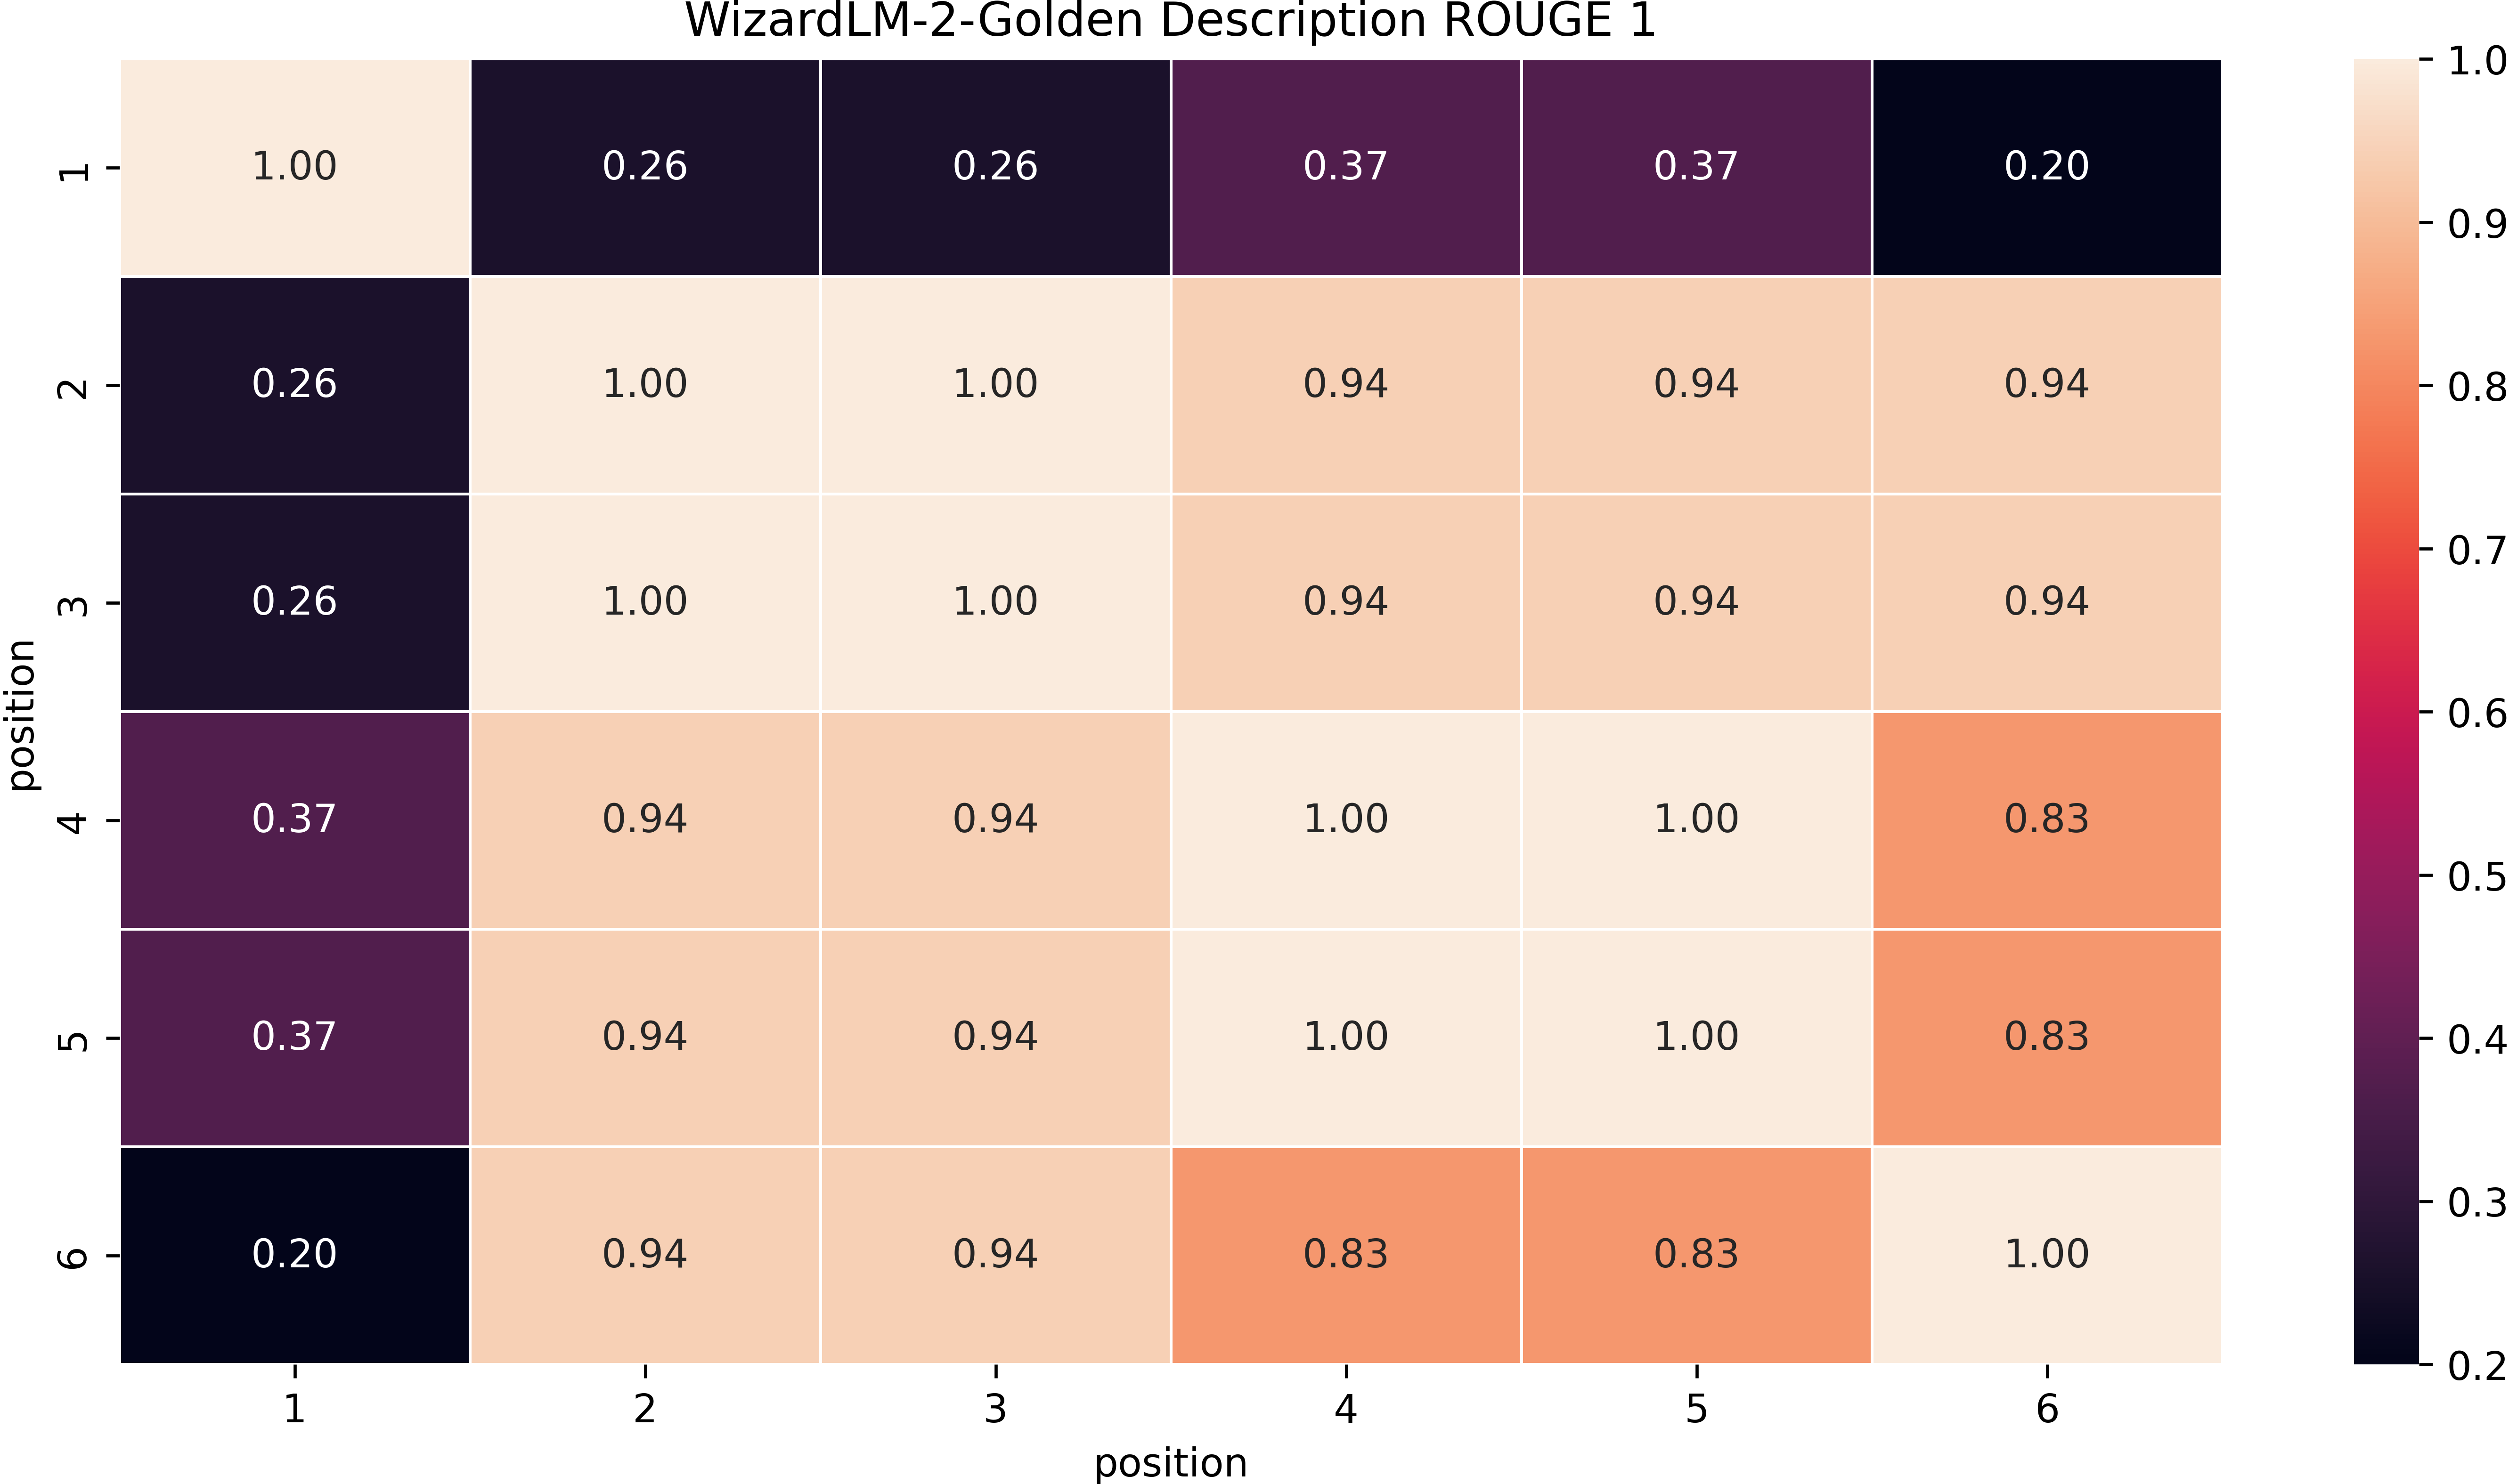 WizardLM-2-Golden Description ROUGE 1
1.0
0.9
0.8
0.7
0.6
0.5
0.4
0.3
0.2
position
1 1.00 0.26 0.26 0.37 0.37 0.20
2 0.26 1.00 1.00 0.94 0.94 0.94
3 0.26 1.00 1.00 0.94 0.94 0.94
4 0.37 0.94 0.94 1.00 1.00 0.83
5 0.37 0.94 0.94 1.00 1.00 0.83
6 0.20 0.94 0.94 0.83 0.83 1.00
1 2 3 4 5 6
position